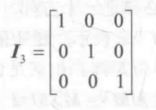 I₃ = [1 0 0
0 1 0
0 0 1]